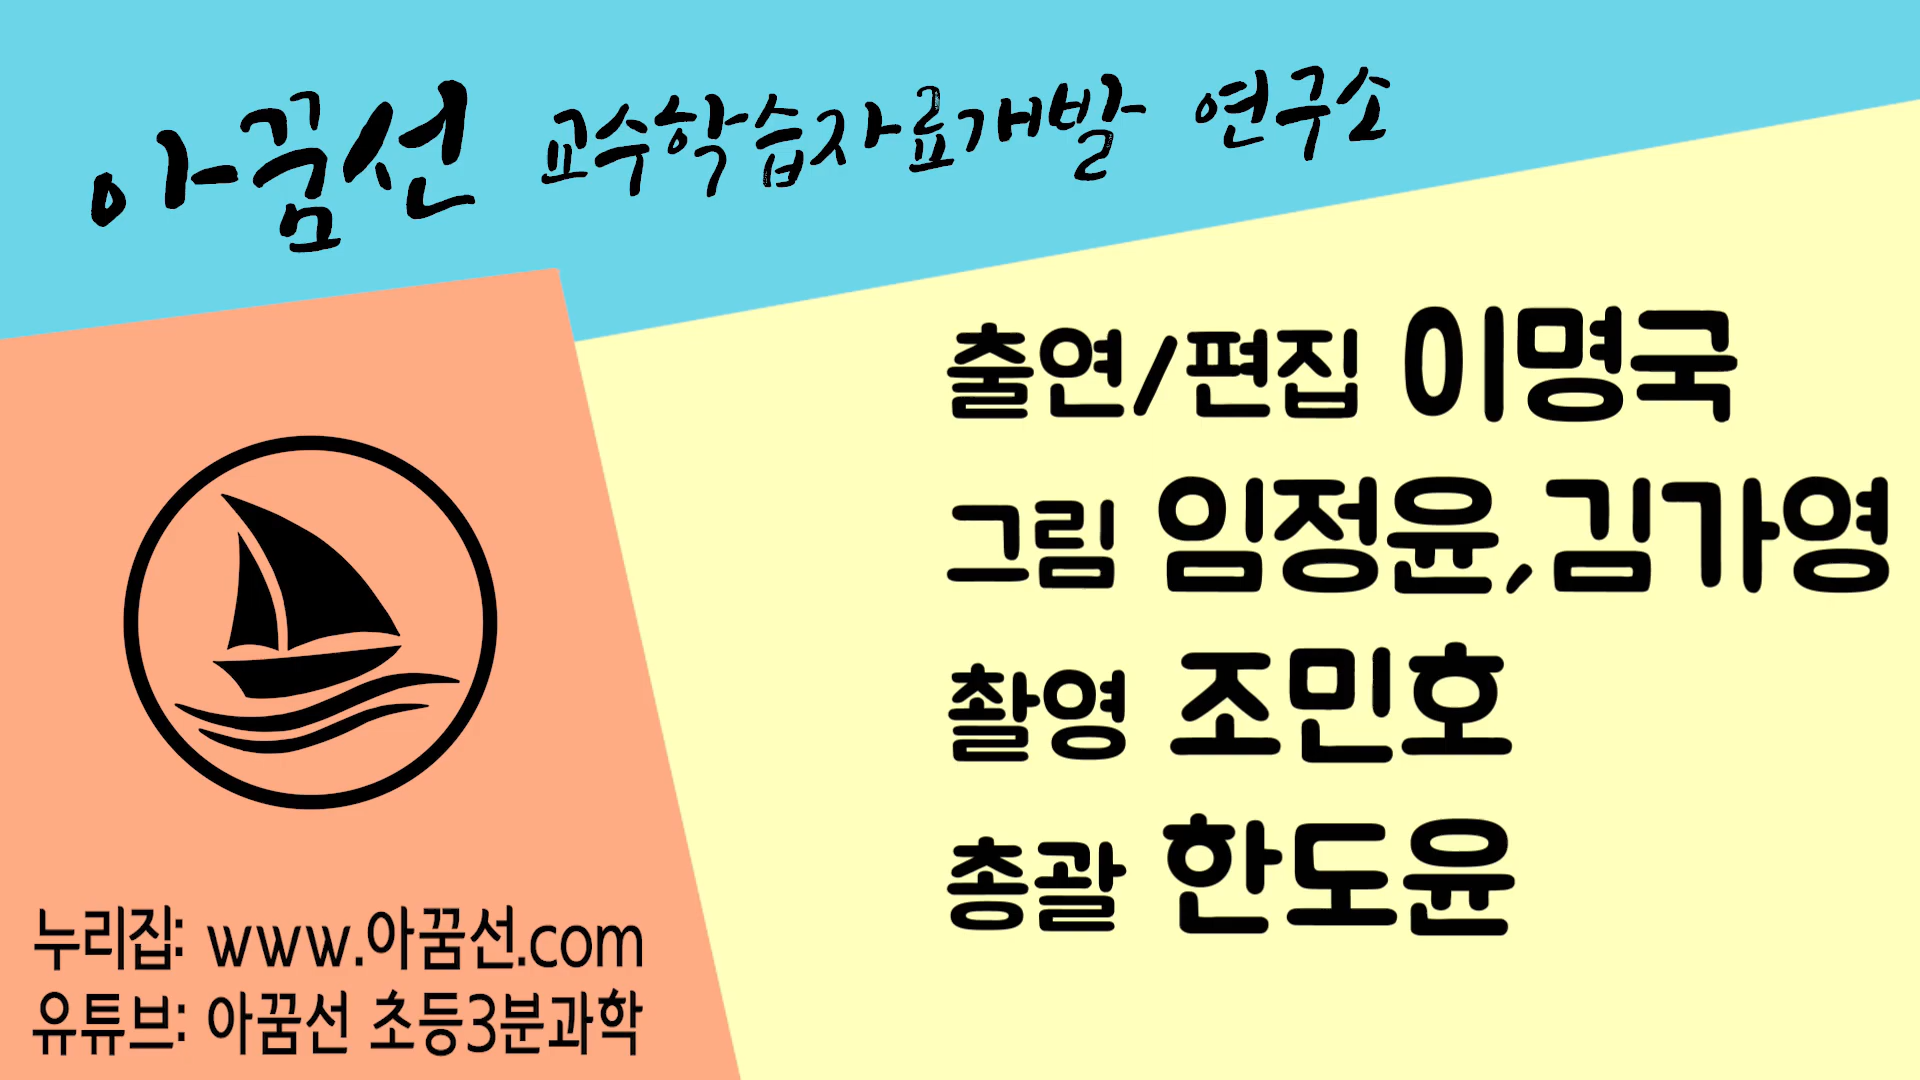 아꿈선 교수학습자료개발 연구소
출연/편집 이명국
그림 임정윤,김가영
촬영 조민호
총괄 한도윤
누리집: www.아꿈선.com
유튜브: 아꿈선 초등3분과학